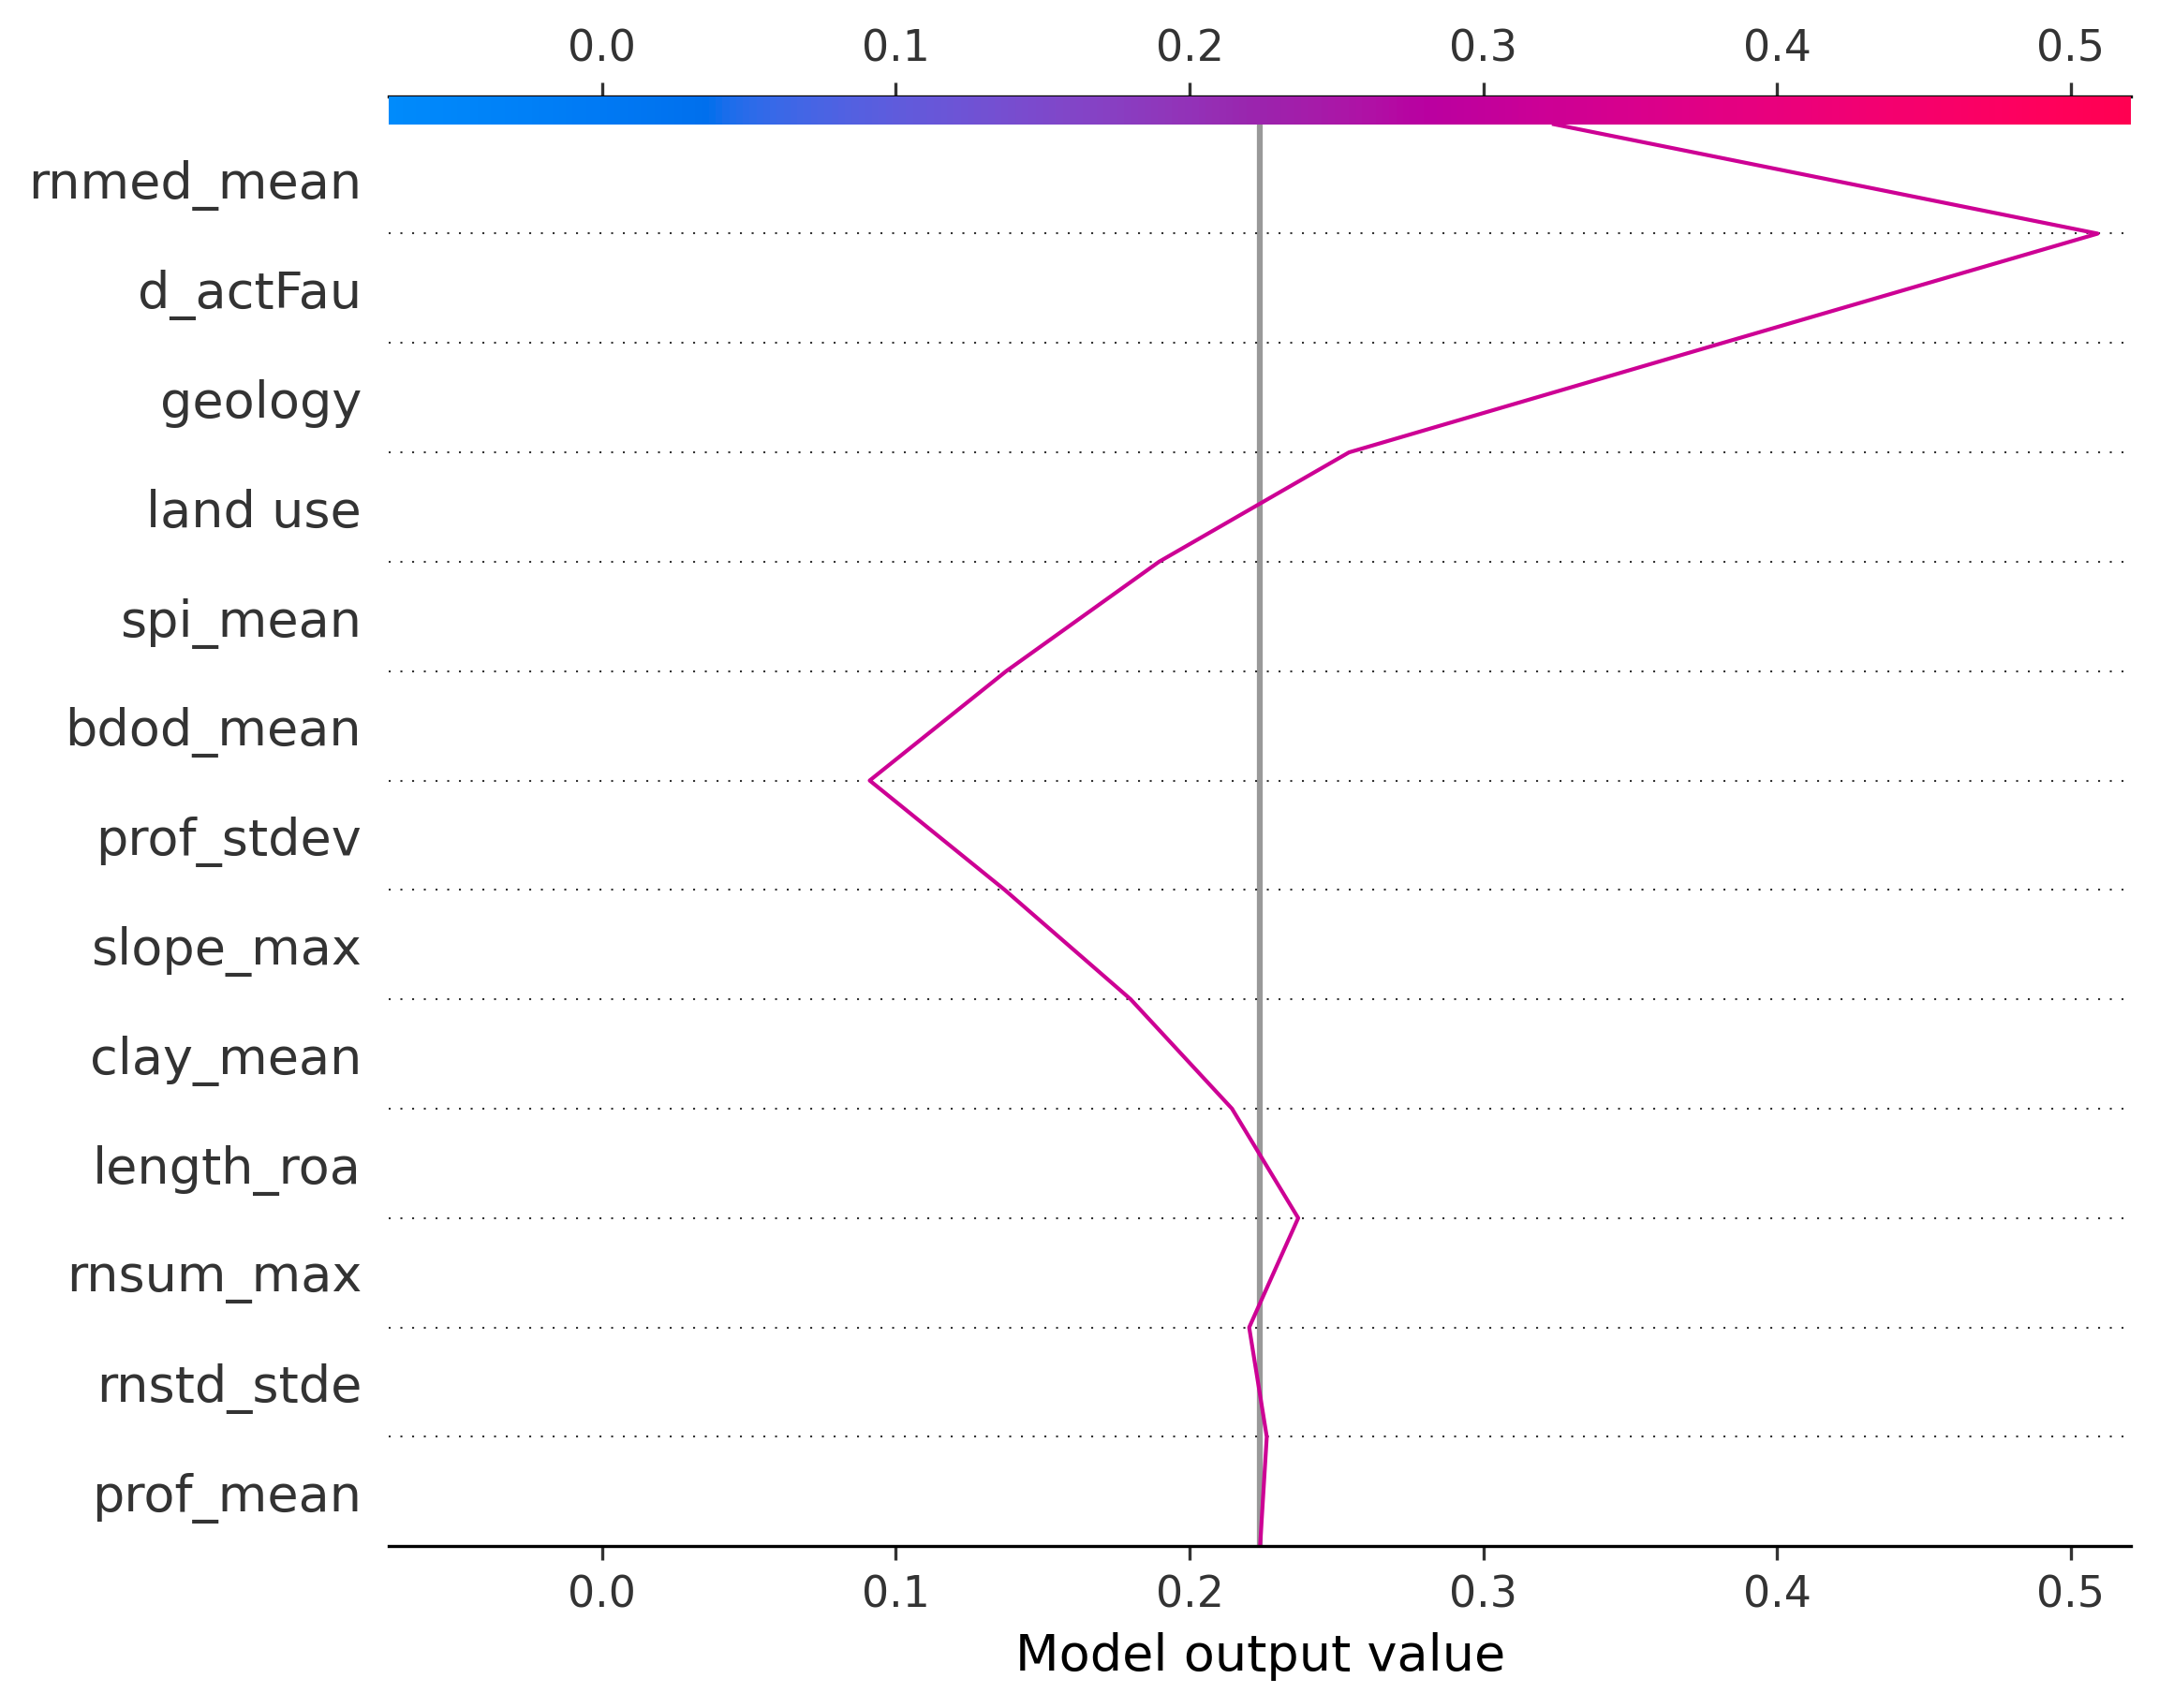 0.0 0.1 0.2 0.3 0.4 0.5
rnmed_mean
d_actFau
geology
land use
spi_mean
bdod_mean
prof_stdev
slope_max
clay_mean
length_roa
rnsum_max
rnstd_stde
prof_mean
0.0 0.1 0.2 0.3 0.4 0.5
Model output value